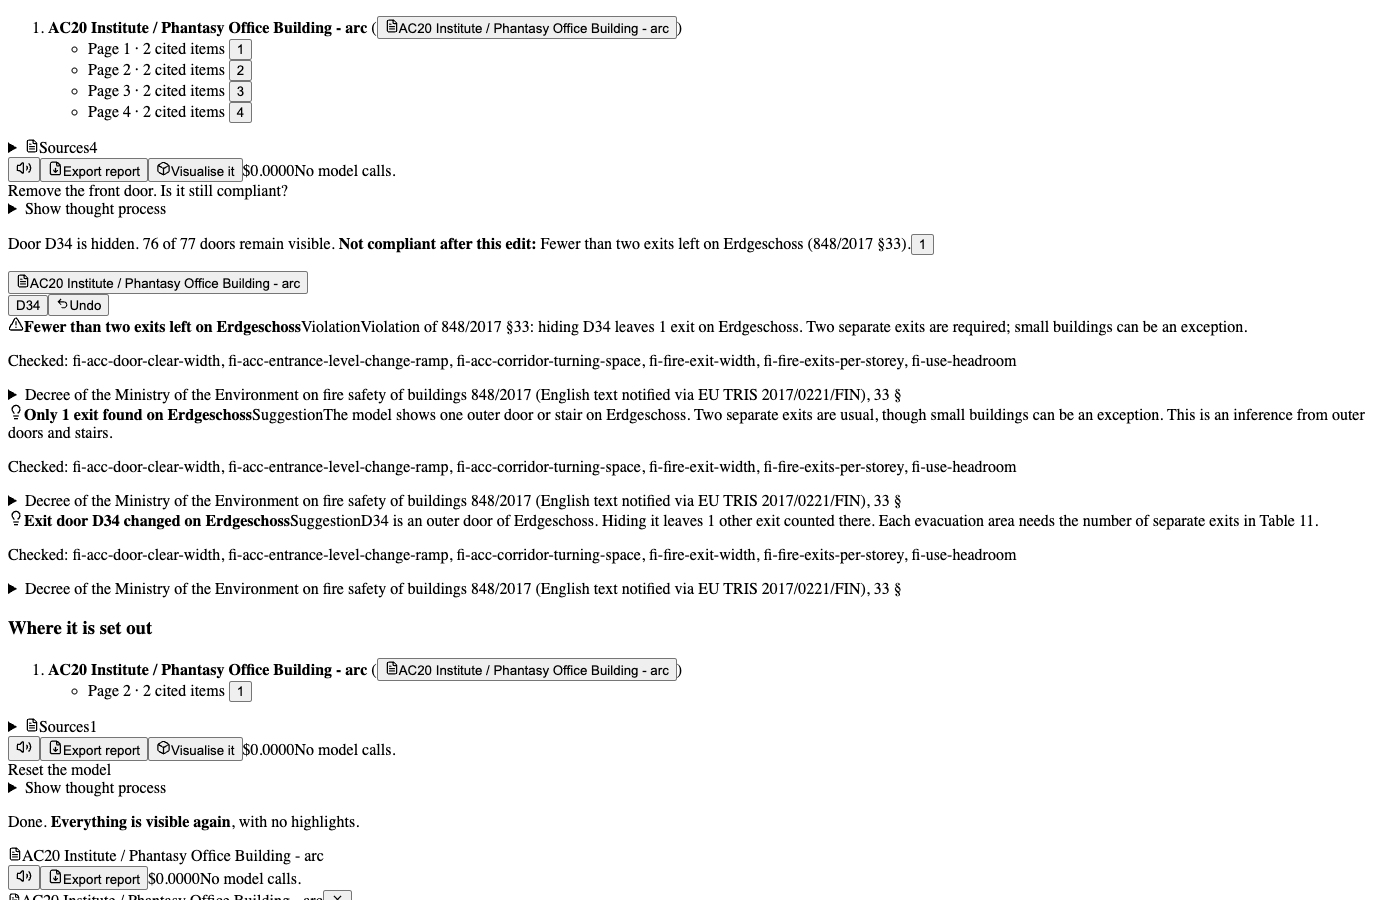 1. AC20 Institute / Phantasy Office Building - arc (AC20 Institute / Phantasy Office Building - arc)
Page 1 · 2 cited items 1
Page 2 · 2 cited items 2
Page 3 · 2 cited items 3
Page 4 · 2 cited items 4
Sources4
Export report Visualise it $0.0000No model calls.
Remove the front door. Is it still compliant?
Show thought process
Door D34 is hidden. 76 of 77 doors remain visible. Not compliant after this edit: Fewer than two exits left on Erdgeschoss (848/2017 §33). 1
AC20 Institute / Phantasy Office Building - arc
D34 Undo
Fewer than two exits left on ErdgeschossViolationViolation of 848/2017 §33: hiding D34 leaves 1 exit on Erdgeschoss. Two separate exits are required; small buildings can be an exception.
Checked: fi-acc-door-clear-width, fi-acc-entrance-level-change-ramp, fi-acc-corridor-turning-space, fi-fire-exit-width, fi-fire-exits-per-storey, fi-use-headroom
Decree of the Ministry of the Environment on fire safety of buildings 848/2017 (English text notified via EU TRIS 2017/0221/FIN), 33 §
Only 1 exit found on ErdgeschossSuggestionThe model shows one outer door or stair on Erdgeschoss. Two separate exits are usual, though small buildings can be an exception. This is an inference from outer
doors and stairs.
Checked: fi-acc-door-clear-width, fi-acc-entrance-level-change-ramp, fi-acc-corridor-turning-space, fi-fire-exit-width, fi-fire-exits-per-storey, fi-use-headroom
Decree of the Ministry of the Environment on fire safety of buildings 848/2017 (English text notified via EU TRIS 2017/0221/FIN), 33 §
Exit door D34 changed on ErdgeschossSuggestionD34 is an outer door of Erdgeschoss. Hiding it leaves 1 other exit counted there. Each evacuation area needs the number of separate exits in Table 11.
Checked: fi-acc-door-clear-width, fi-acc-entrance-level-change-ramp, fi-acc-corridor-turning-space, fi-fire-exit-width, fi-fire-exits-per-storey, fi-use-headroom
Decree of the Ministry of the Environment on fire safety of buildings 848/2017 (English text notified via EU TRIS 2017/0221/FIN), 33 §
Where it is set out
1. AC20 Institute / Phantasy Office Building - arc (AC20 Institute / Phantasy Office Building - arc)
Page 2 · 2 cited items 1
Sources1
Export report Visualise it $0.0000No model calls.
Reset the model
Show thought process
Done. Everything is visible again, with no highlights.
AC20 Institute / Phantasy Office Building - arc
Export report $0.0000No model calls.
AC20 Institute / Phantasy Office Building - arc